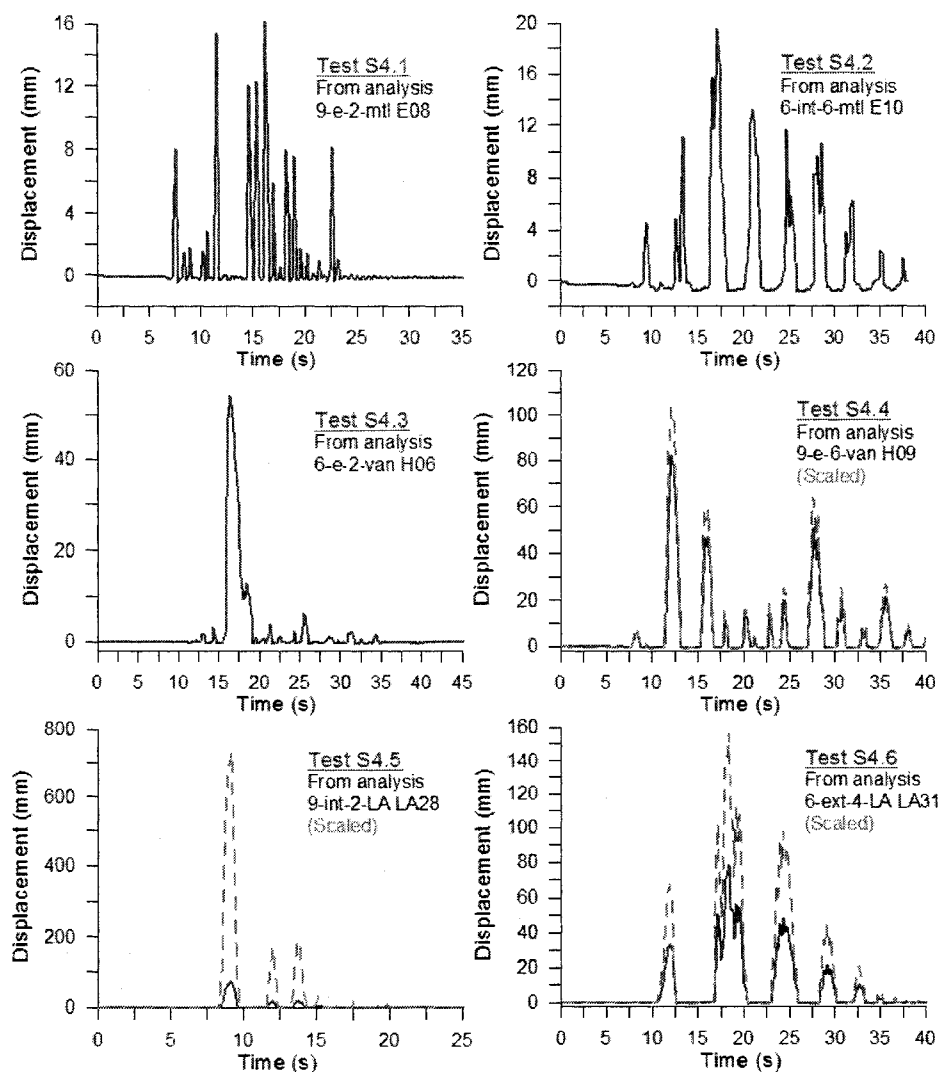 Displacement (mm)
16
12
8
4
0
Test S4.1
From analysis
9-e-2-mtl E08
0 5 10 15 20 25 30 35
Time (s)
Displacement (mm)
20
16
12
8
4
0
Test S4.2
From analysis
6-int-6-mtl E10
0 5 10 15 20 25 30 35 40
Time (s)
Displacement (mm)
60
40
20
0
Test S4.3
From analysis
6-e-2-van H06
0 5 10 15 20 25 30 35 40 45
Time (s)
Displacement (mm)
120
100
80
60
40
20
0
Test S4.4
From analysis
9-e-6-van H09
(Scaled)
0 5 10 15 20 25 30 35 40
Time (s)
Displacement (mm)
800
600
400
200
0
Test S4.5
From analysis
9-int-2-LA LA28
(Scaled)
0 5 10 15 20 25
Time (s)
Displacement (mm)
160
140
120
100
80
60
40
20
0
Test S4.6
From analysis
6-ext-4-LA LA31
(Scaled)
0 5 10 15 20 25 30 35 40
Time (s)